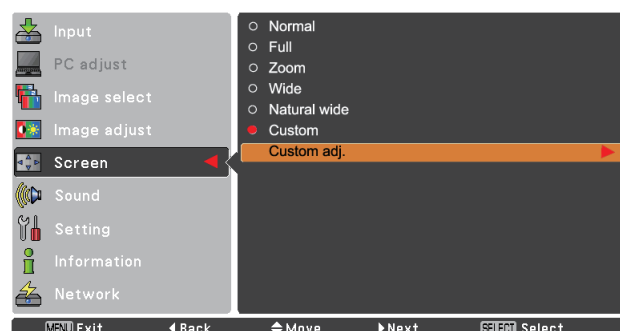 Input
PC adjust
Image select
Image adjust
Screen
Sound
Setting
Information
Network
Normal
Full
Zoom
Wide
Natural wide
Custom
Custom adj.
MENU Exit Back Move Next SELECT Select